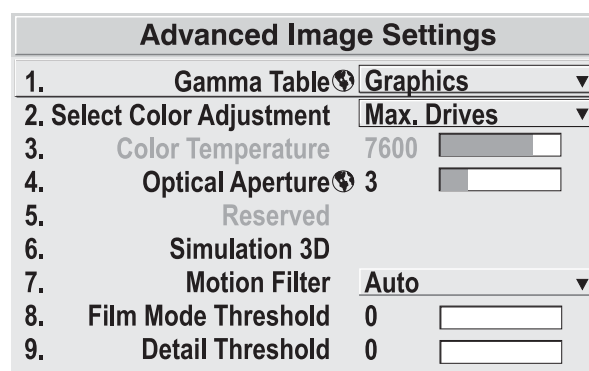 Advanced Image Settings
1. Gamma Table Graphics
2. Select Color Adjustment Max. Drives
3. Color Temperature 7600
4. Optical Aperture 3
5. Reserved
6. Simulation 3D
7. Motion Filter Auto
8. Film Mode Threshold 0
9. Detail Threshold 0